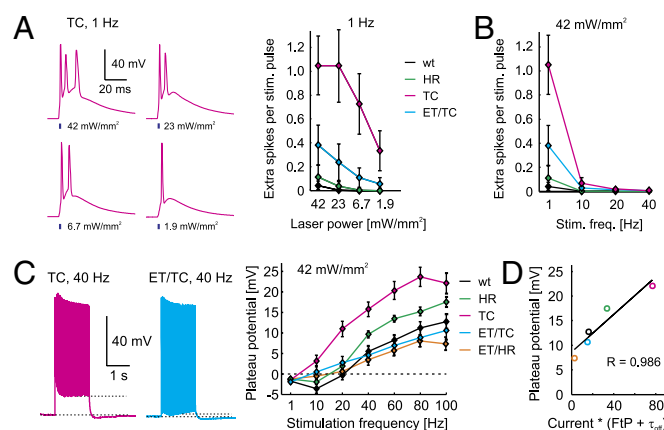 A
TC, 1 Hz
40 mV
20 ms
42 mW/mm²
23 mW/mm²
6.7 mW/mm²
1.9 mW/mm²
1 Hz
Extra spikes per stim. pulse
1.2
1
0.8
0.6
0.4
0.2
0
42 23 6.7 1.9
Laser power [mW/mm²]
wt
HR
TC
ET/TC
B
42 mW/mm²
Extra spikes per stim. pulse
1.2
1
0.8
0.6
0.4
0.2
0
1 10 20 40
Stim. freq. [Hz]
C
TC, 40 Hz
ET/TC, 40 Hz
40 mV
1 s
42 mW/mm²
Plateau potential [mV]
25
20
15
10
5
0
-5
1 10 20 40 60 80 100
Stimulation frequency [Hz]
wt
HR
TC
ET/TC
ET/HR
D
Plateau potential [mV]
25
20
15
10
5
0
R = 0.986
0 40 80
Current * (FtP + τoff)